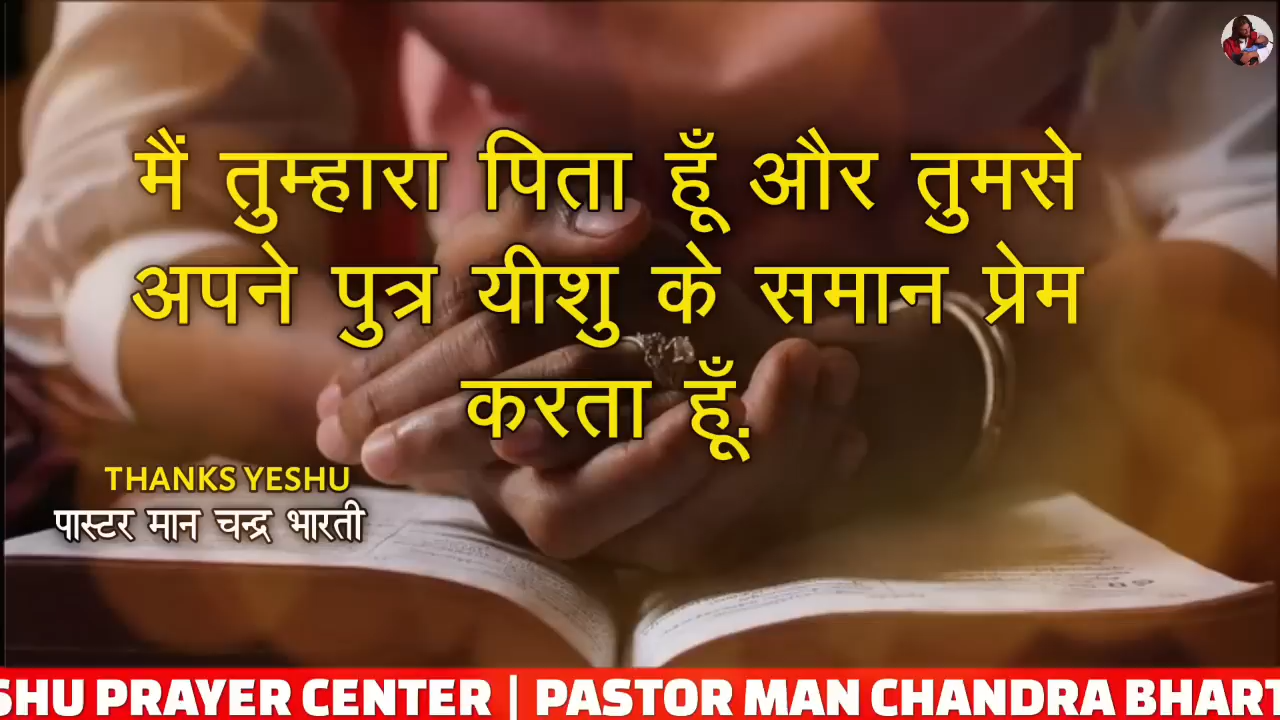 मैं तुम्हारा पिता हूँ और तुमसे
अपने पुत्र यीशु के समान प्रेम
करता हूँ.
THANKS YESHU
पास्टर मान चन्द्र भारती
SHU PRAYER CENTER | PASTOR MAN CHANDRA BHART